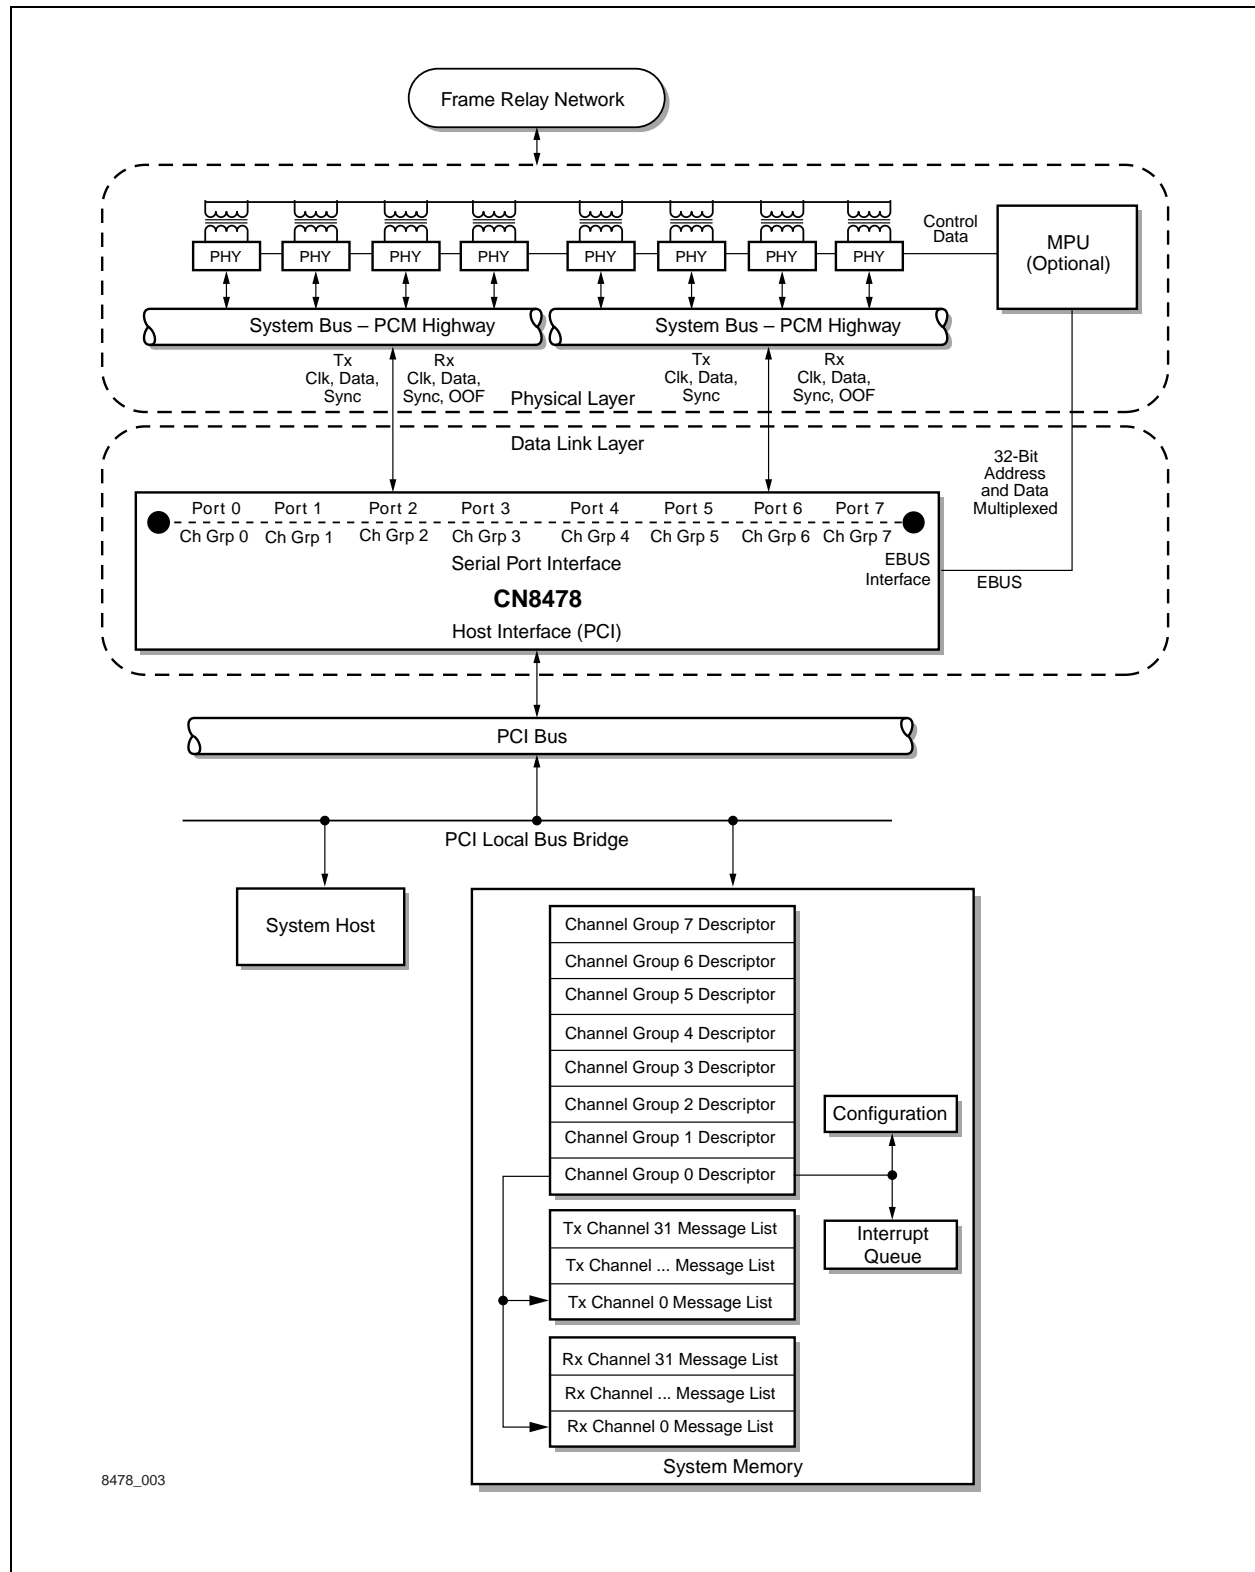 Frame Relay Network
PHY PHY PHY PHY PHY PHY PHY PHY
Control
Data
MPU
(Optional)
System Bus – PCM Highway
System Bus – PCM Highway
Tx
Clk, Data,
Sync
Rx
Clk, Data,
Sync, OOF
Tx
Clk, Data,
Sync
Rx
Clk, Data,
Sync, OOF
Physical Layer
Data Link Layer
32-Bit
Address
and Data
Multiplexed
Port 0 Port 1 Port 2 Port 3 Port 4 Port 5 Port 6 Port 7
Ch Grp 0 Ch Grp 1 Ch Grp 2 Ch Grp 3 Ch Grp 4 Ch Grp 5 Ch Grp 6 Ch Grp 7
Serial Port Interface
EBUS
Interface
EBUS
CN8478
Host Interface (PCI)
PCI Bus
PCI Local Bus Bridge
System Host
Channel Group 7 Descriptor
Channel Group 6 Descriptor
Channel Group 5 Descriptor
Channel Group 4 Descriptor
Channel Group 3 Descriptor
Channel Group 2 Descriptor
Channel Group 1 Descriptor
Channel Group 0 Descriptor
Configuration
Interrupt
Queue
Tx Channel 31 Message List
Tx Channel ... Message List
Tx Channel 0 Message List
Rx Channel 31 Message List
Rx Channel ... Message List
Rx Channel 0 Message List
System Memory
8478_003